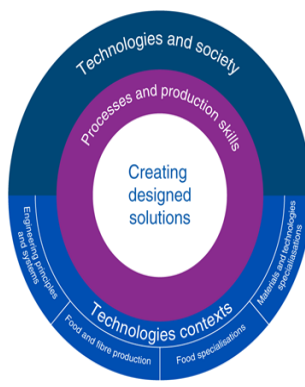 Technologies and society
Processes and production skills
Creating
designed
solutions
Technologies contexts
Engineering principles
and systems
Food and fibre production
Food specialisations
Materials and technologies
specialisations